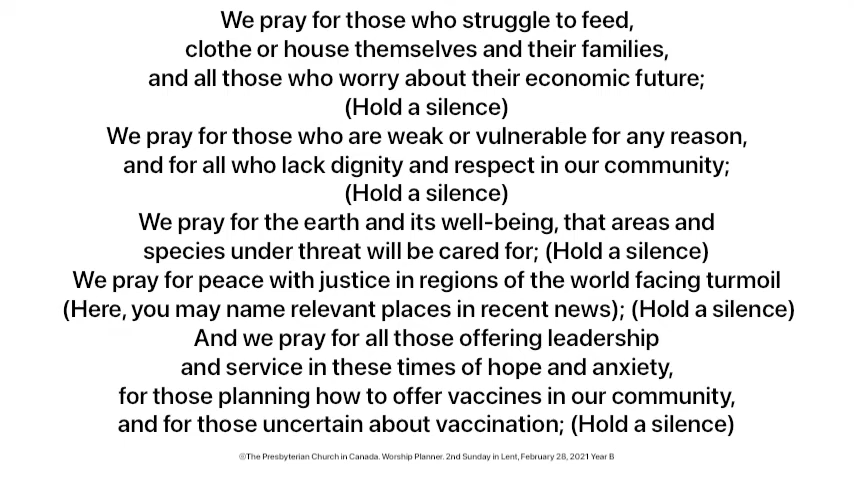 We pray for those who struggle to feed,
clothe or house themselves and their families,
and all those who worry about their economic future;
(Hold a silence)
We pray for those who are weak or vulnerable for any reason,
and for all who lack dignity and respect in our community;
(Hold a silence)
We pray for the earth and its well-being, that areas and
species under threat will be cared for; (Hold a silence)
We pray for peace with justice in regions of the world facing turmoil
(Here, you may name relevant places in recent news); (Hold a silence)
And we pray for all those offering leadership
and service in these times of hope and anxiety,
for those planning how to offer vaccines in our community,
and for those uncertain about vaccination; (Hold a silence)
©The Presbyterian Church in Canada. Worship Planner. 2nd Sunday in Lent, February 28, 2021 Year B